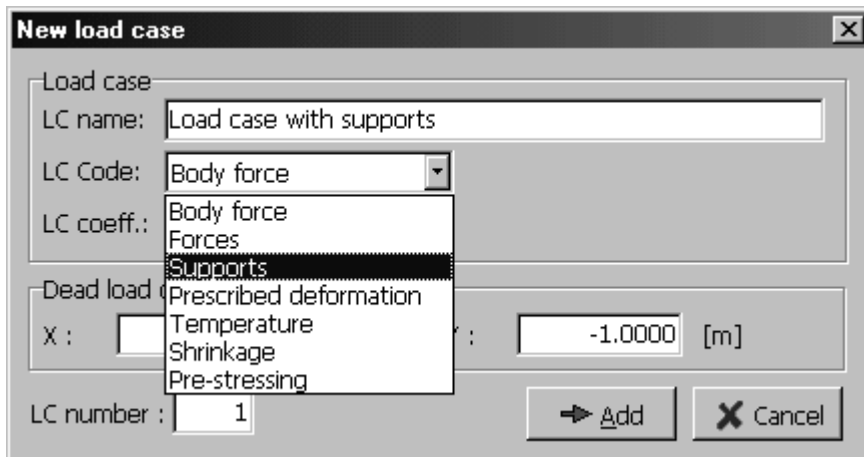 New load case
Load case
LC name: Load case with supports
LC Code: Body force
Body force
LC coeff.:
Forces
Supports
Dead load
Prescribed deformation
X :
Temperature
: -1.0000 [m]
Shrinkage
Pre-stressing
LC number : 1
Add
Cancel